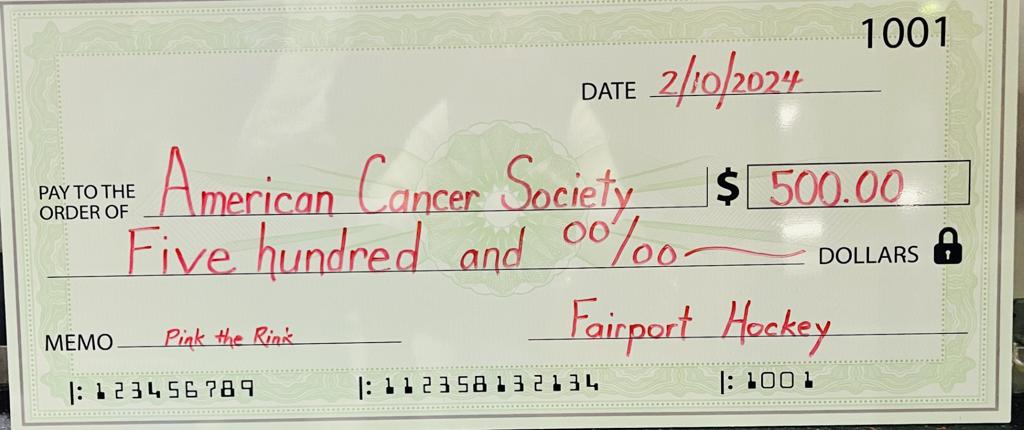 1001
DATE 2/10/2024
PAY TO THE ORDER OF American Cancer Society $ 500.00
Five hundred and 00/00 DOLLARS
MEMO Pink the Rink Fairport Hockey
|: 123456789 |: 112358132134 |: 1001